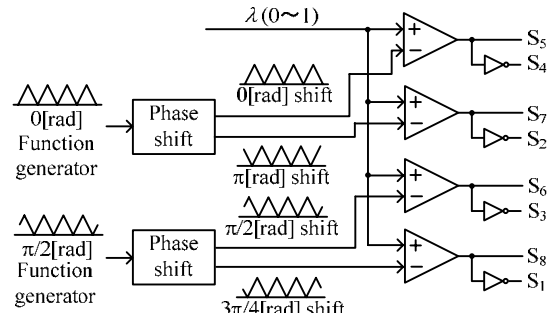 λ(0～1)
+
−
S5
S4
0[rad] shift
0[rad]
Function
generator
Phase
shift
+
−
S7
S2
π[rad] shift
π/2[rad] shift
+
−
S6
S3
π/2[rad]
Function
generator
Phase
shift
+
−
S8
S1
3π/4[rad] shift